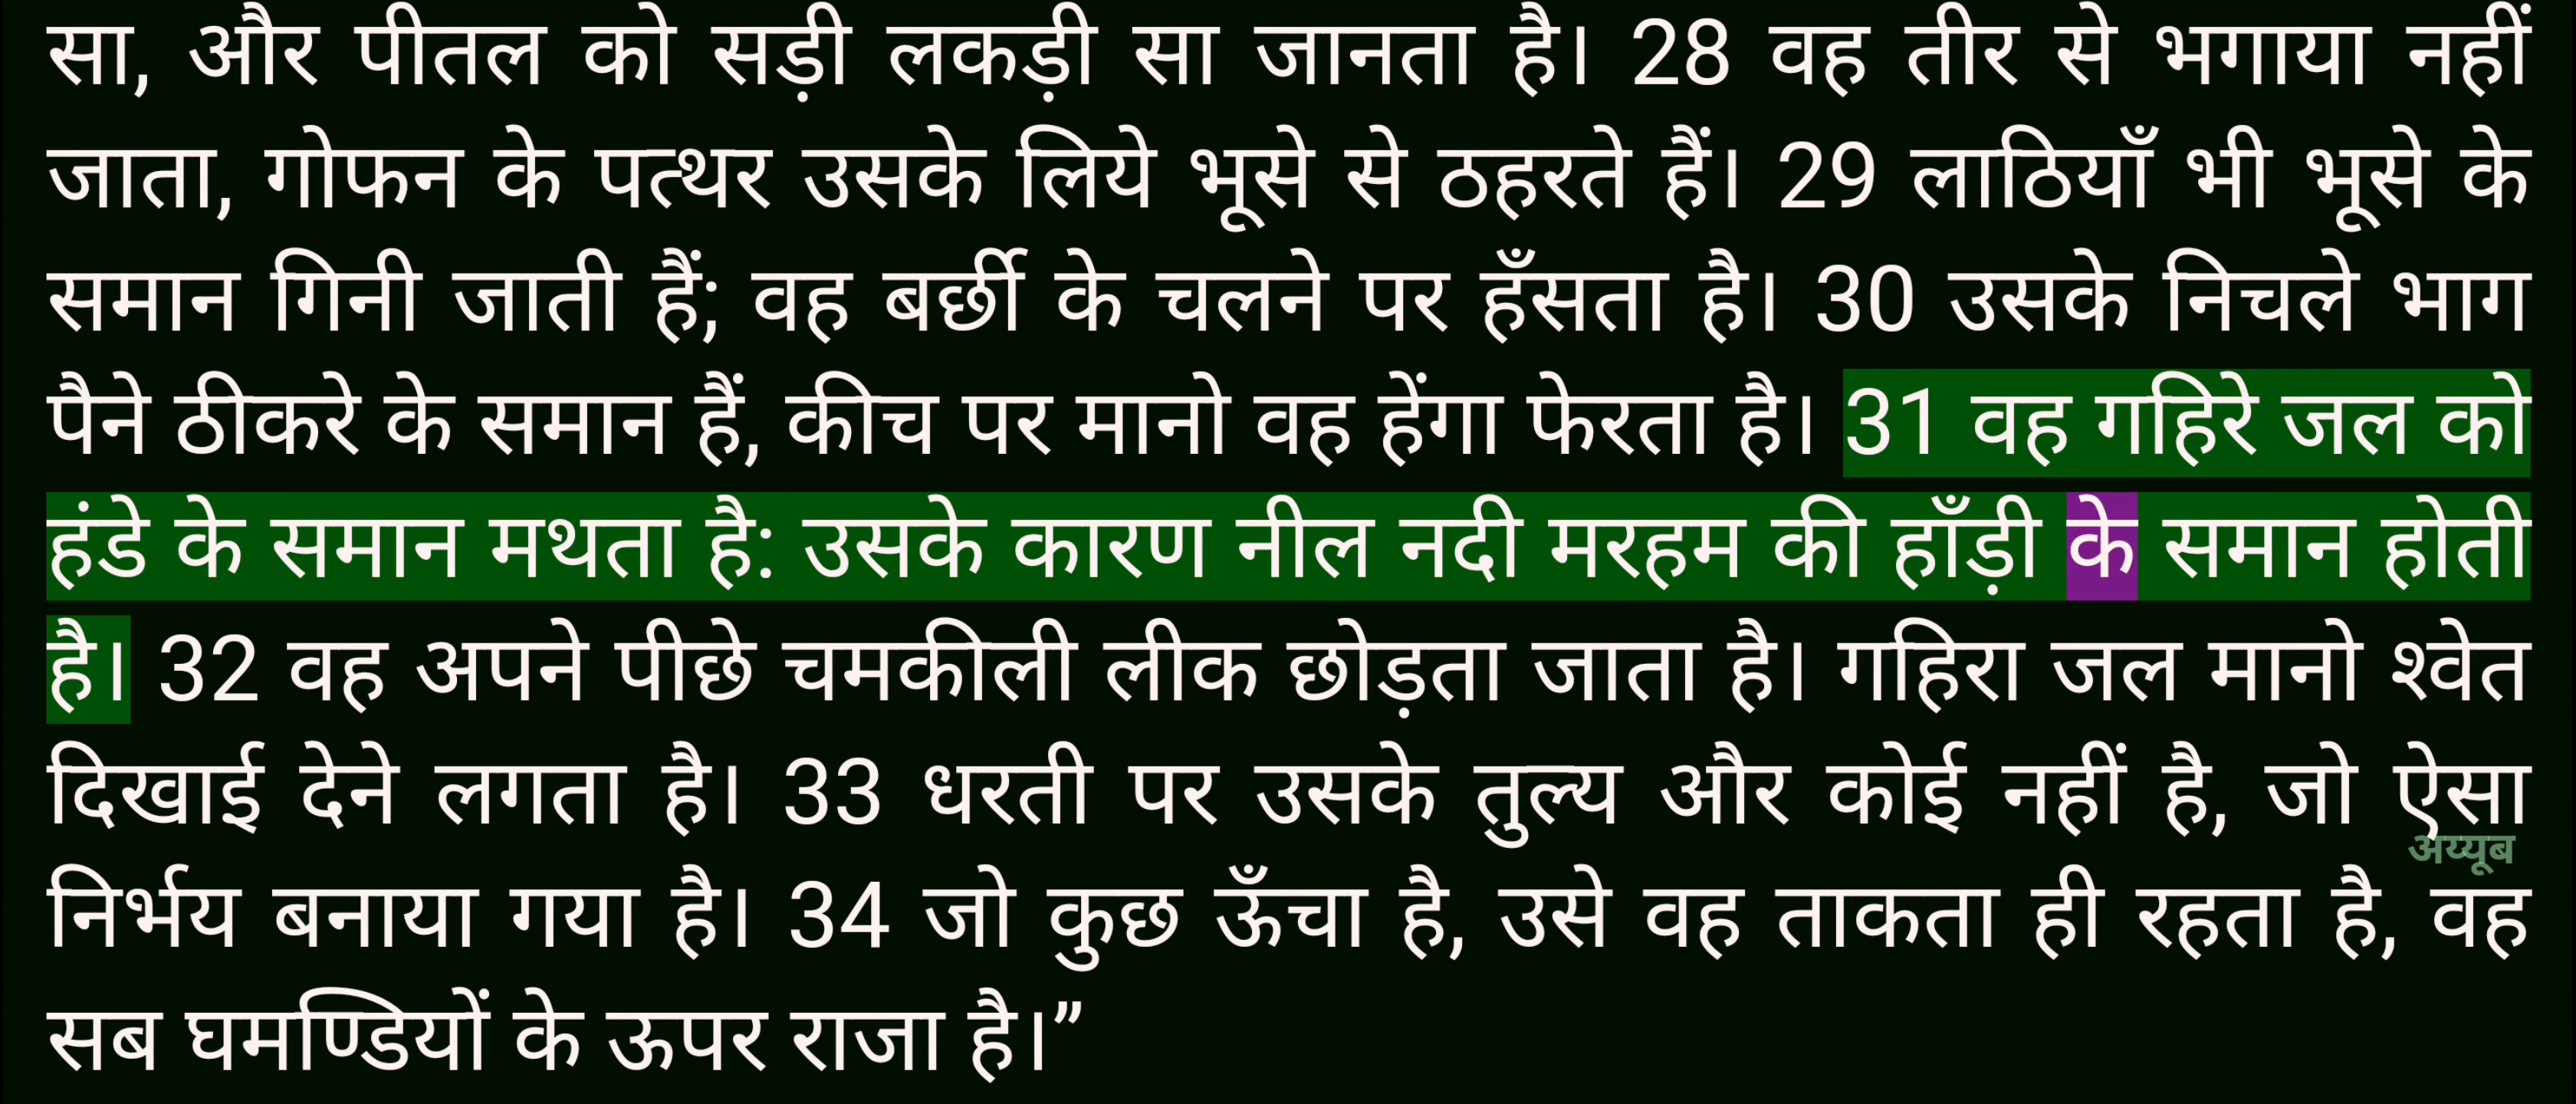 सा, और पीतल को सड़ी लकड़ी सा जानता है। 28 वह तीर से भगाया नहीं
जाता, गोफन के पत्थर उसके लिये भूसे से ठहरते हैं। 29 लाठियाँ भी भूसे के
समान गिनी जाती हैं; वह बर्छी के चलने पर हँसता है। 30 उसके निचले भाग
पैने ठीकरे के समान हैं, कीच पर मानो वह हेंगा फेरता है। 31 वह गहिरे जल को
हंडे के समान मथता है: उसके कारण नील नदी मरहम की हाँड़ी के समान होती
है। 32 वह अपने पीछे चमकीली लीक छोड़ता जाता है। गहिरा जल मानो श्वेत
दिखाई देने लगता है। 33 धरती पर उसके तुल्य और कोई नहीं है, जो ऐसा
अय्यूब
निर्भय बनाया गया है। 34 जो कुछ ऊँचा है, उसे वह ताकता ही रहता है, वह
सब घमण्डियों के ऊपर राजा है।”